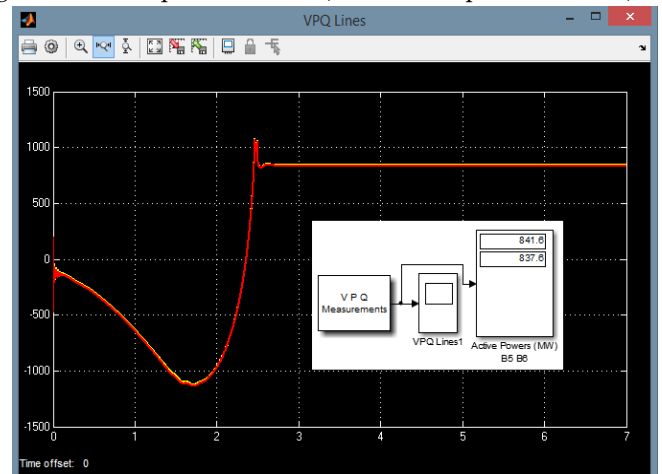 VPQ Lines
1500
1000
500
0
-500
-1000
-1500
0 1 2 3 4 5 6 7
Time offset: 0
841.6
837.6
V P Q
Measurements
VPQ Lines1
Active Powers (MW)
B5 B6